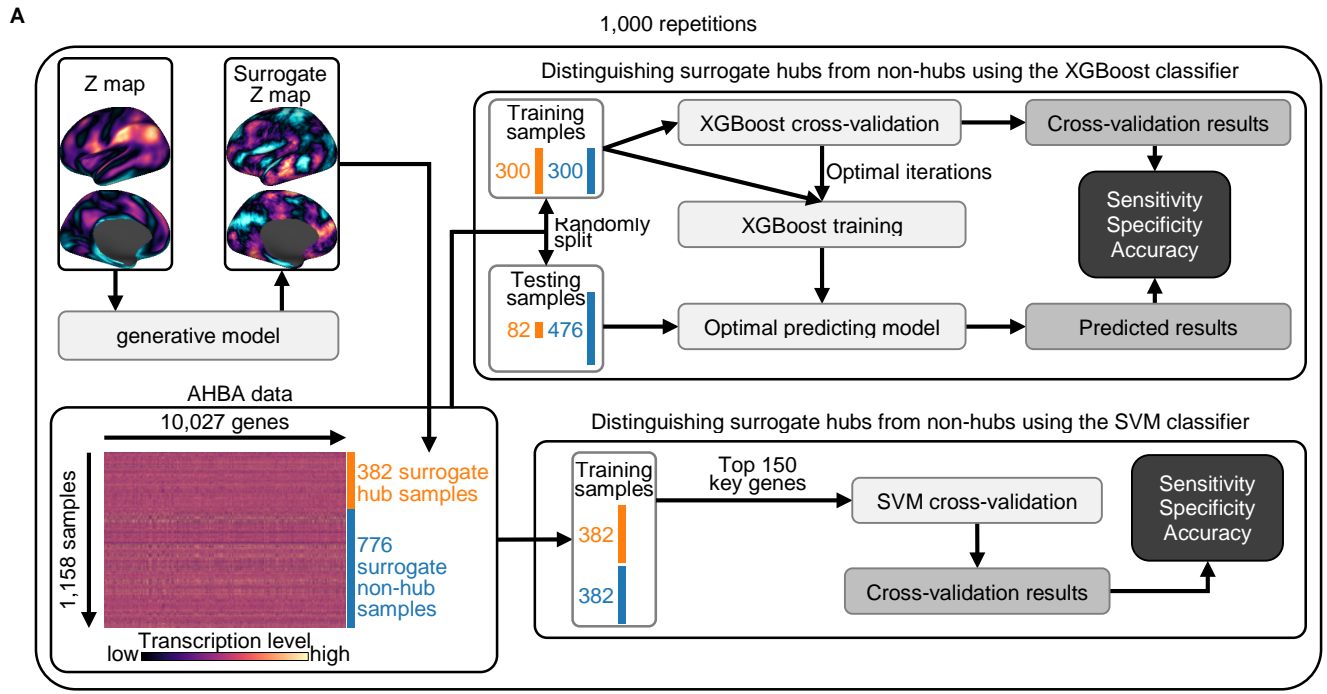 A
1,000 repetitions
Z map
Surrogate
Z map
generative model
Distinguishing surrogate hubs from non-hubs using the XGBoost classifier
Training
samples
300 300
Randomly
split
Testing
samples
82 476
XGBoost cross-validation
Optimal iterations
XGBoost training
Optimal predicting model
Cross-validation results
Sensitivity
Specificity
Accuracy
Predicted results
AHBA data
10,027 genes
1,158 samples
382 surrogate
hub samples
776
surrogate
non-hub
samples
Transcription level
low high
Distinguishing surrogate hubs from non-hubs using the SVM classifier
Training
samples
382
382
Top 150
key genes
SVM cross-validation
Cross-validation results
Sensitivity
Specificity
Accuracy